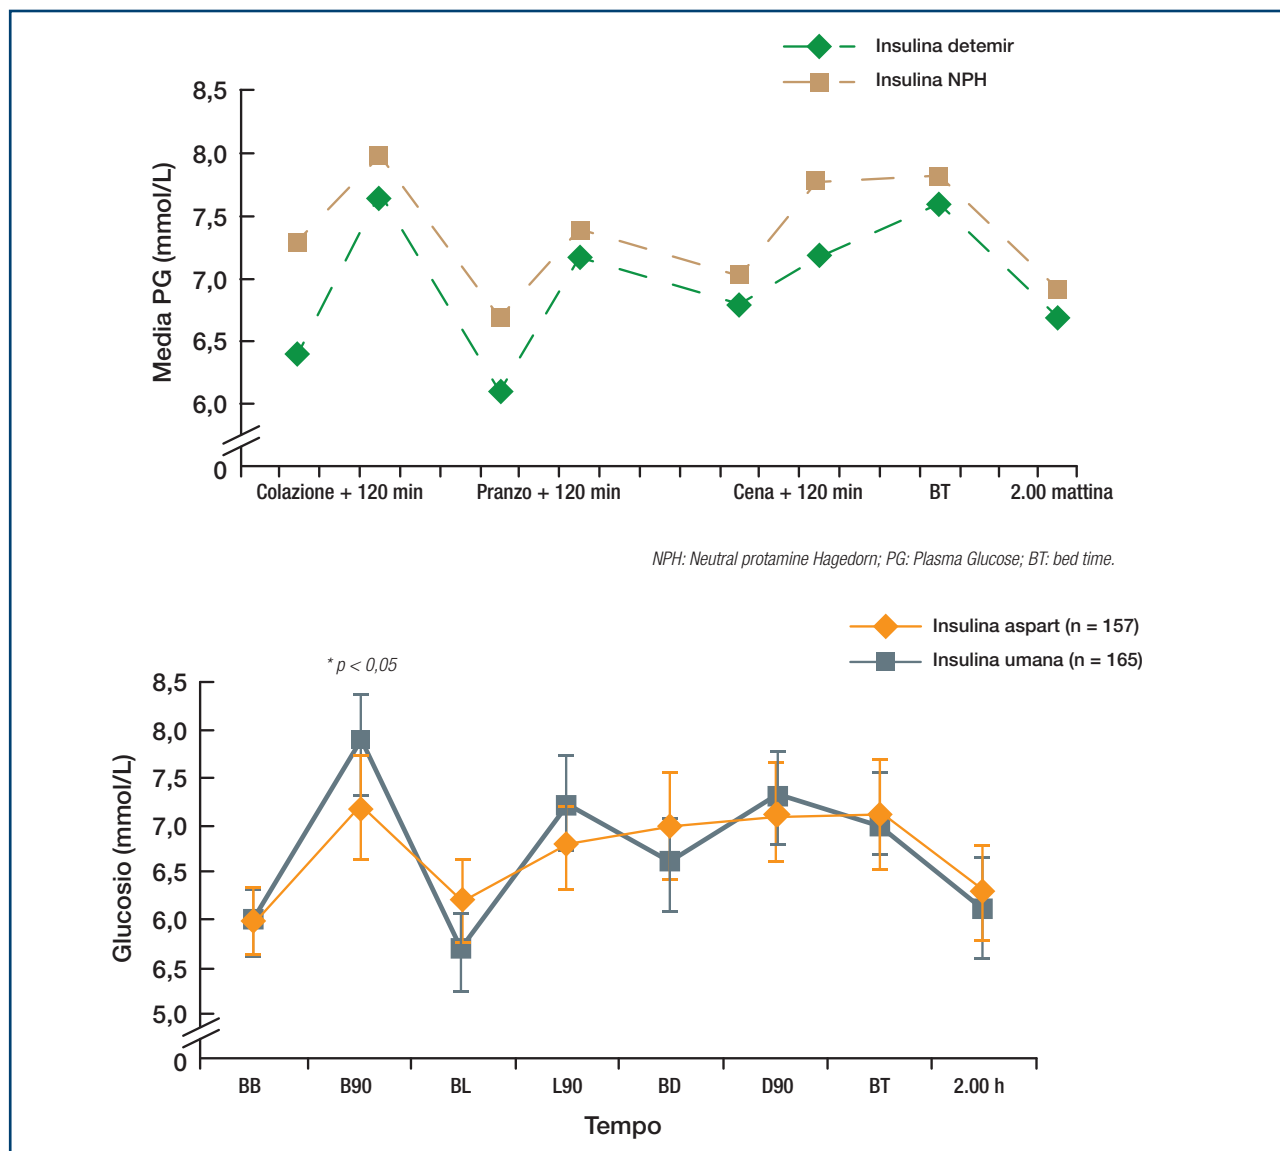 Insulina detemir
Insulina NPH
Media PG (mmol/L)
8,5
8,0
7,5
7,0
6,5
6,0
0
Colazione + 120 min Pranzo + 120 min Cena + 120 min BT 2.00 mattina
NPH: Neutral protamine Hagedorn; PG: Plasma Glucose; BT: bed time.
Insulina aspart (n = 157)
Insulina umana (n = 165)
* p < 0,05
Glucosio (mmol/L)
8,5
8,0
7,5
7,0
6,5
6,0
6,5
5,0
0
BB B90 BL L90 BD D90 BT 2.00 h
Tempo